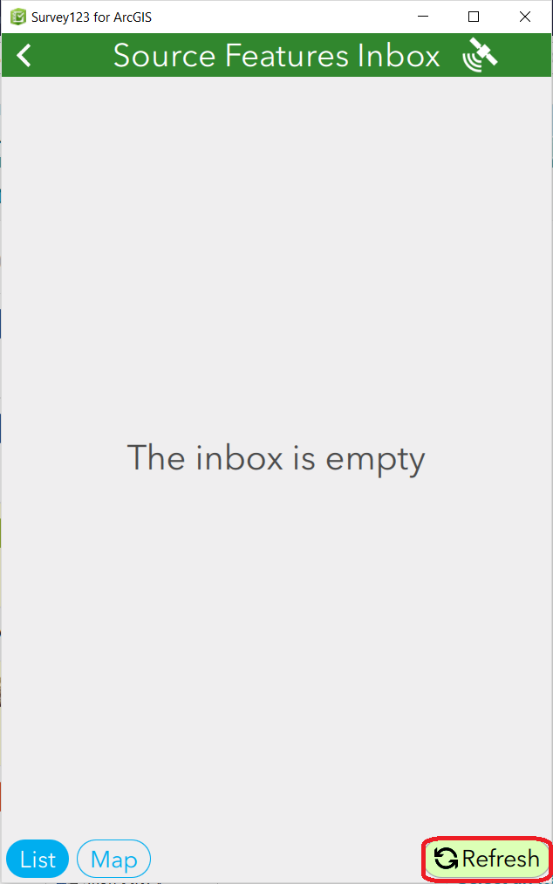 Survey123 for ArcGIS
Source Features Inbox
The inbox is empty
List Map Refresh